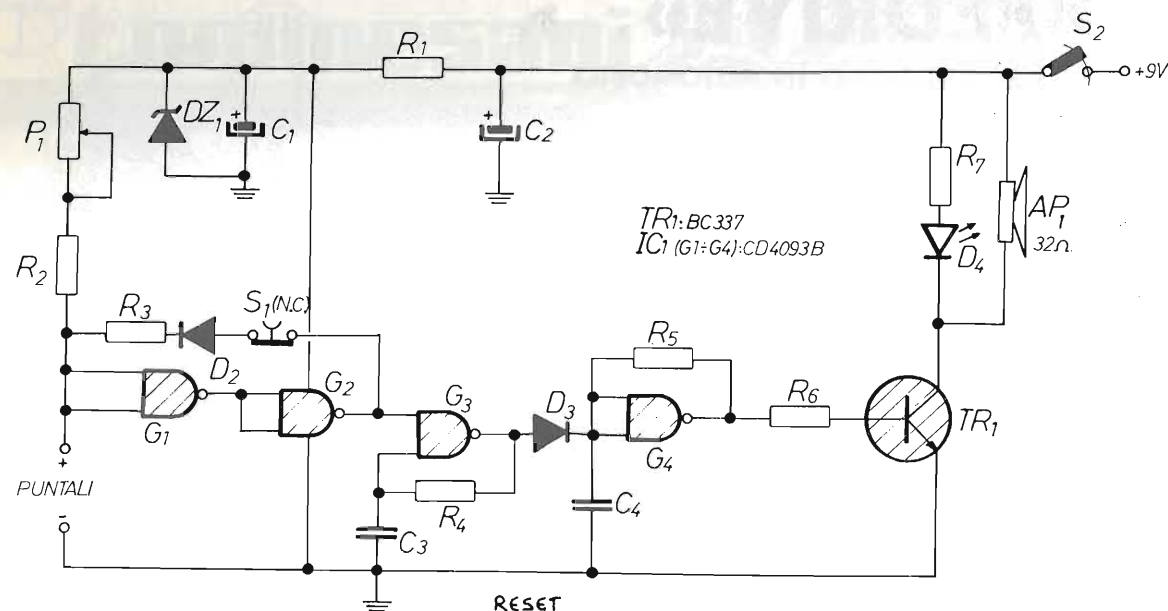 R1
S2
+9V
P1
DZ1
+
C1
+
C2
R7
AP1
32Ω
D4
TR1:BC337
IC1 (G1÷G4):CD4093B
R2
R3
S1(N.C)
D2
G1
G2
G3
D3
R5
G4
R6
TR1
+
PUNTALI
-
R4
C3
C4
RESET